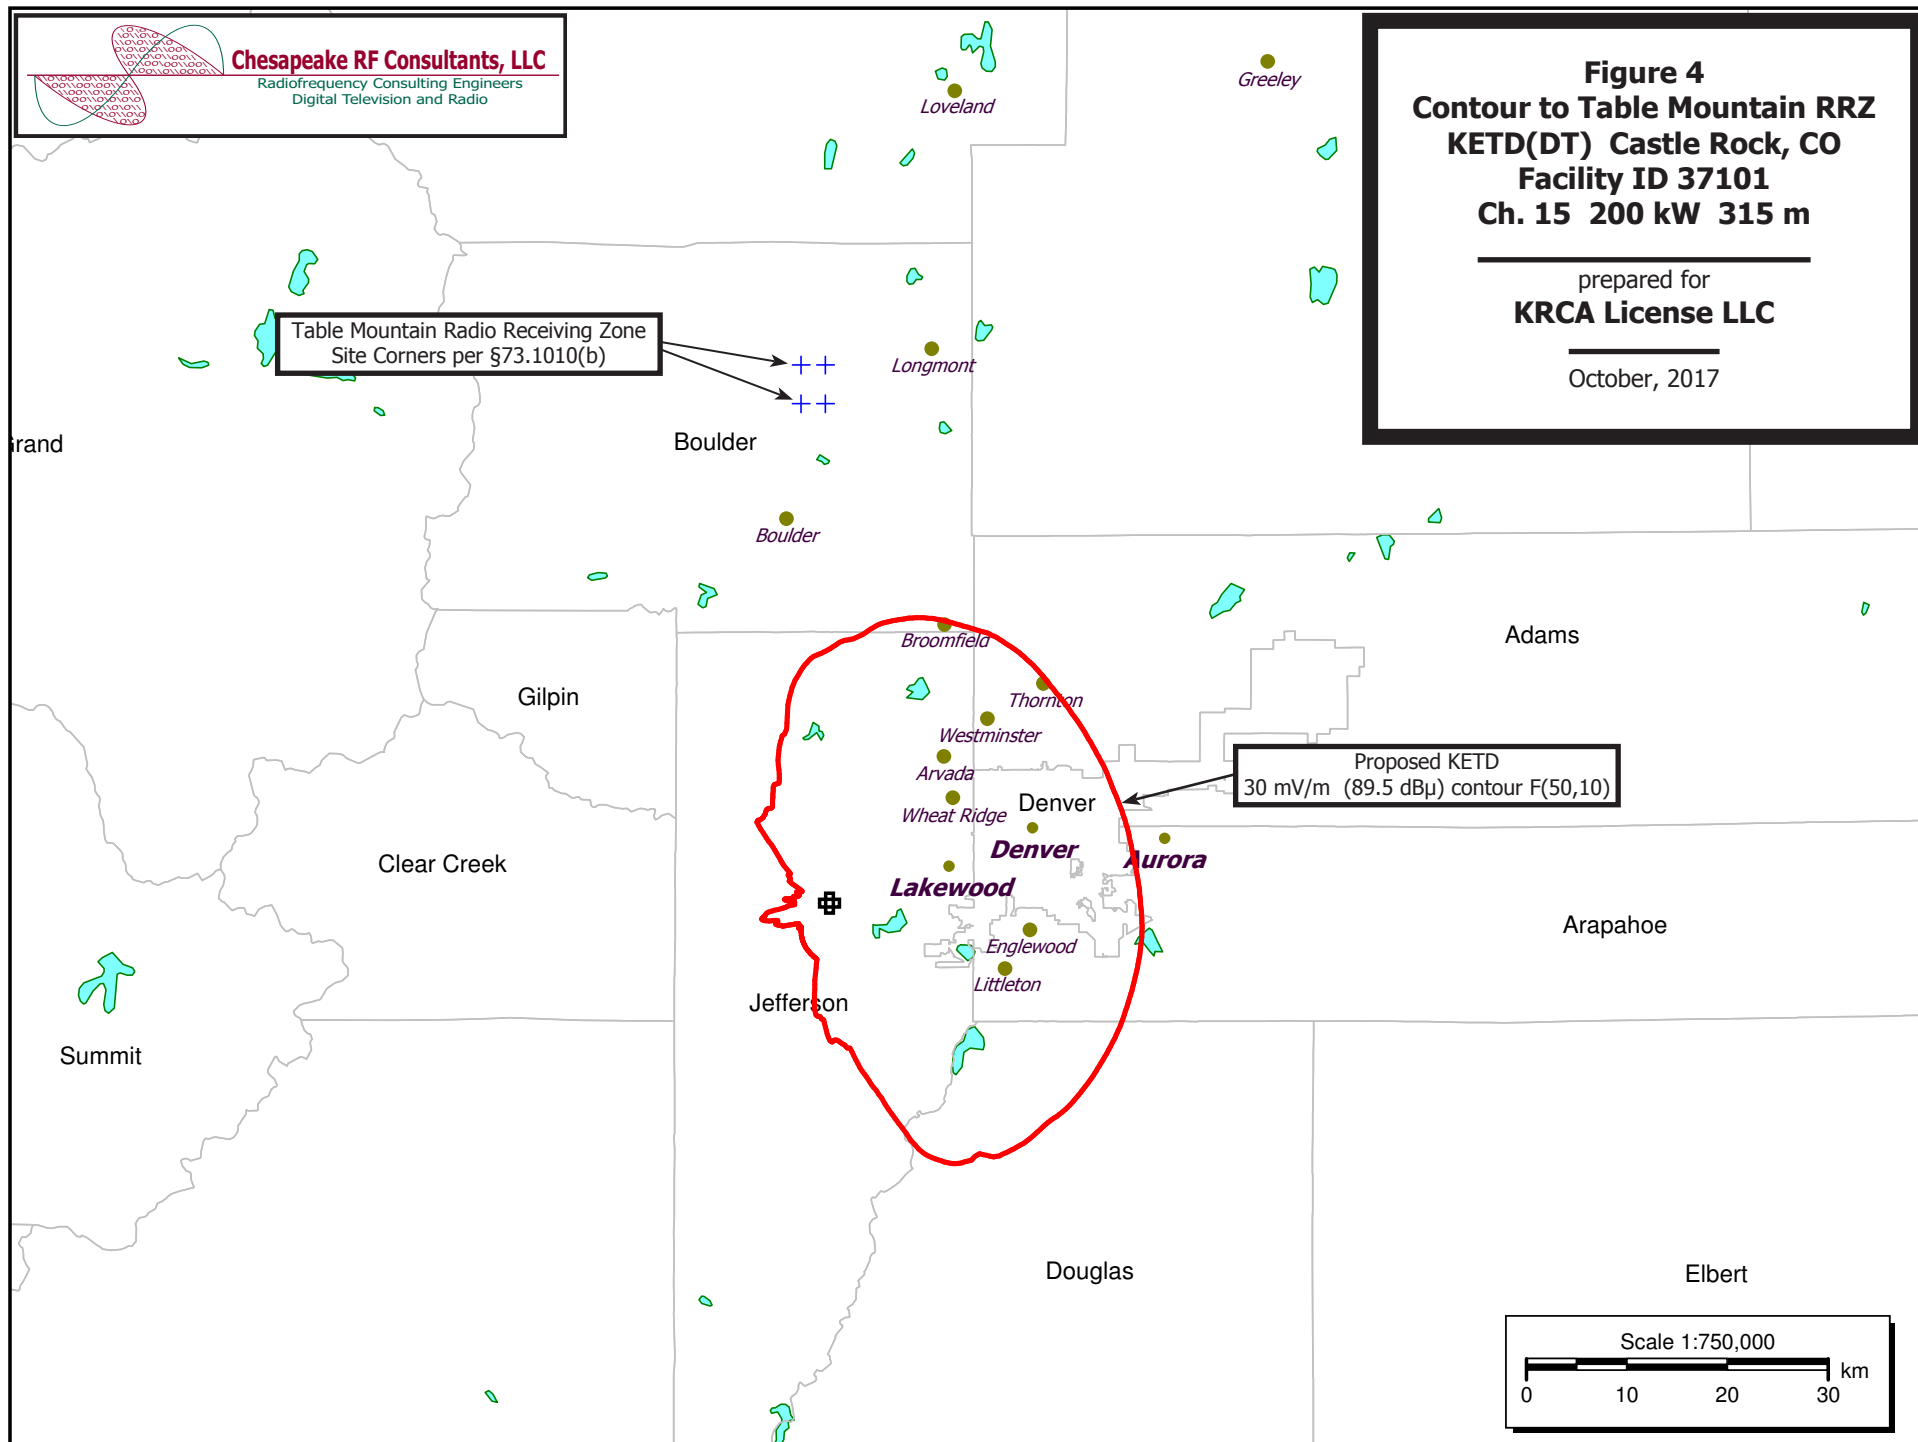 Chesapeake RF Consultants, LLC
Radiofrequency Consulting Engineers
Digital Television and Radio
Figure 4
Contour to Table Mountain RRZ
KETD(DT) Castle Rock, CO
Facility ID 37101
Ch. 15 200 kW 315 m
prepared for
KRCA License LLC
October, 2017
Greeley
Loveland
Table Mountain Radio Receiving Zone
Site Corners per §73.1010(b)
Longmont
Boulder
Boulder
Broomfield
Adams
Gilpin
Thornton
Westminster
Arvada
Proposed KETD
30 mV/m (89.5 dBµ) contour F(50,10)
Denver
Wheat Ridge
Denver
Aurora
Clear Creek
Lakewood
Arapahoe
Englewood
Littleton
Jefferson
Summit
Douglas
Elbert
Scale 1:750,000
km
0 10 20 30